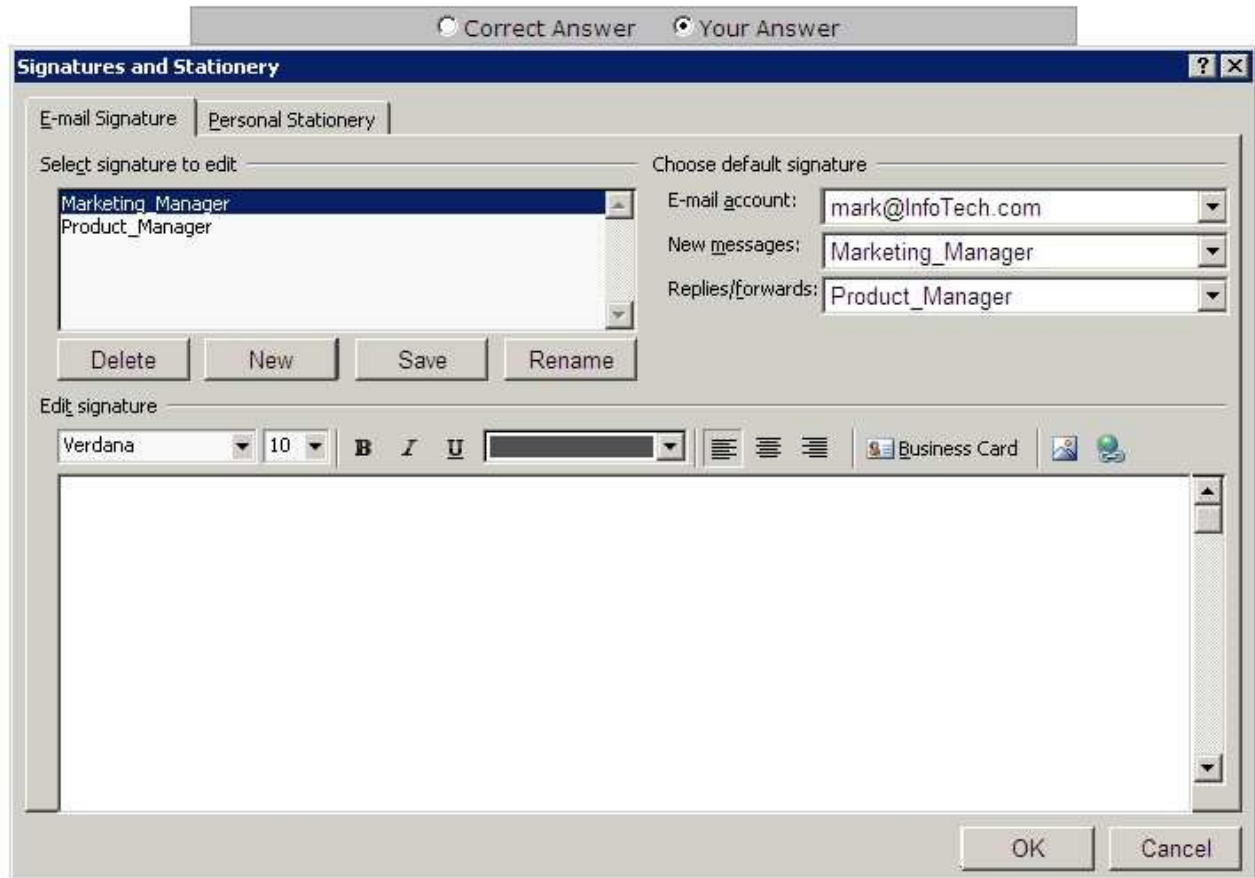 Correct Answer Your Answer
Signatures and Stationery
E-mail Signature Personal Stationery
Select signature to edit
Marketing_Manager
Product_Manager
Delete New Save Rename
Choose default signature
E-mail account: mark@InfoTech.com
New messages: Marketing_Manager
Replies/forwards: Product_Manager
Edit signature
Verdana 10 B I U Business Card
OK Cancel